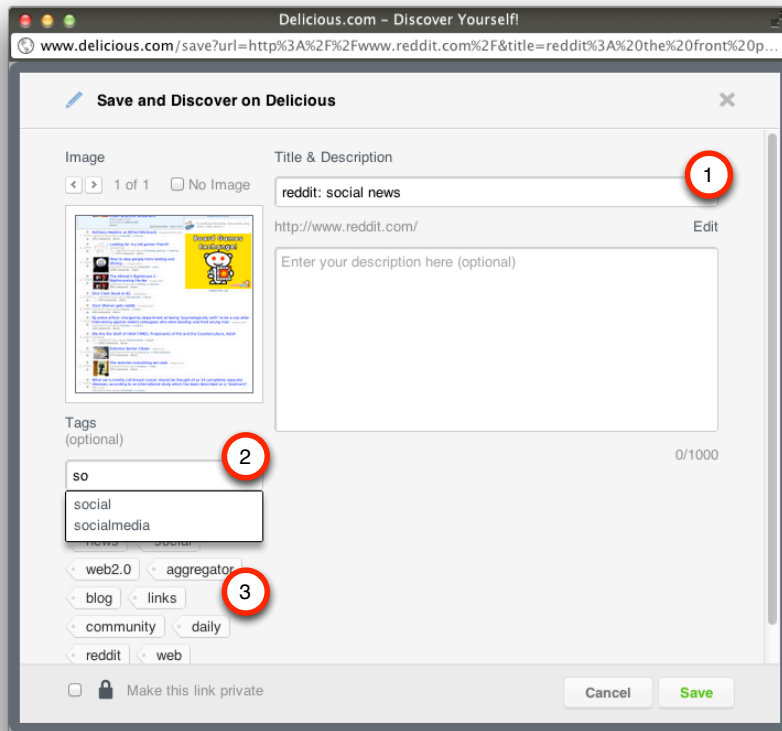 Delicious.com – Discover Yourself!
www.delicious.com/save?url=http%3A%2F%2Fwww.reddit.com%2F&title=reddit%3A%20the%20front%20p...
Save and Discover on Delicious
Image
1 of 1 No Image
Title & Description
1
reddit: social news
http://www.reddit.com/ Edit
Enter your description here (optional)
0/1000
Board Games
Exchange!
Tags
(optional)
2
so
social
socialmedia
news social
web2.0 aggregator
3
blog links
community daily
reddit web
Make this link private
Cancel Save